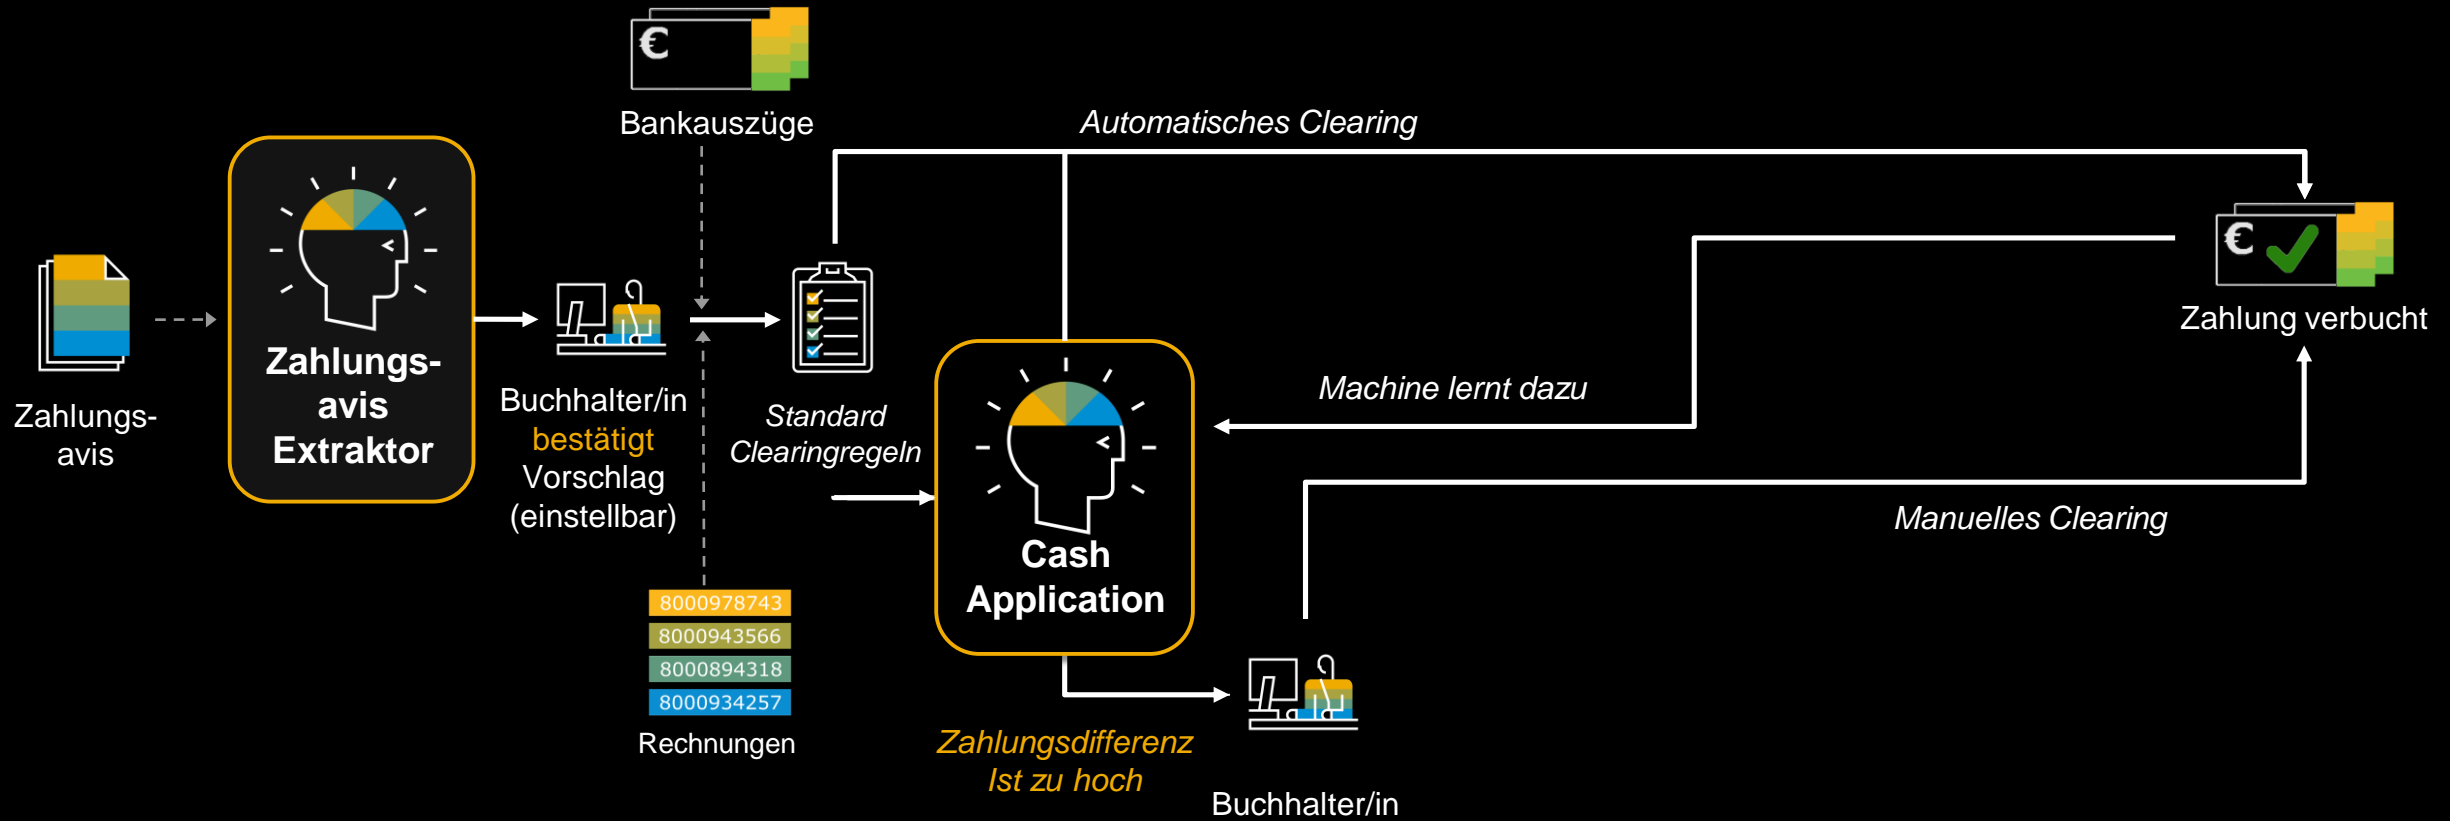 €
Bankauszüge
Automatisches Clearing
€
Zahlung verbucht
Zahlungs-
avis
Zahlungs-
avis
Extraktor
Buchhalter/in
bestätigt
Vorschlag
(einstellbar)
Standard
Clearingregeln
Machine lernt dazu
Manuelles Clearing
Cash
Application
8000978743
8000943566
8000894318
8000934257
Rechnungen
Zahlungsdifferenz
Ist zu hoch
Buchhalter/in